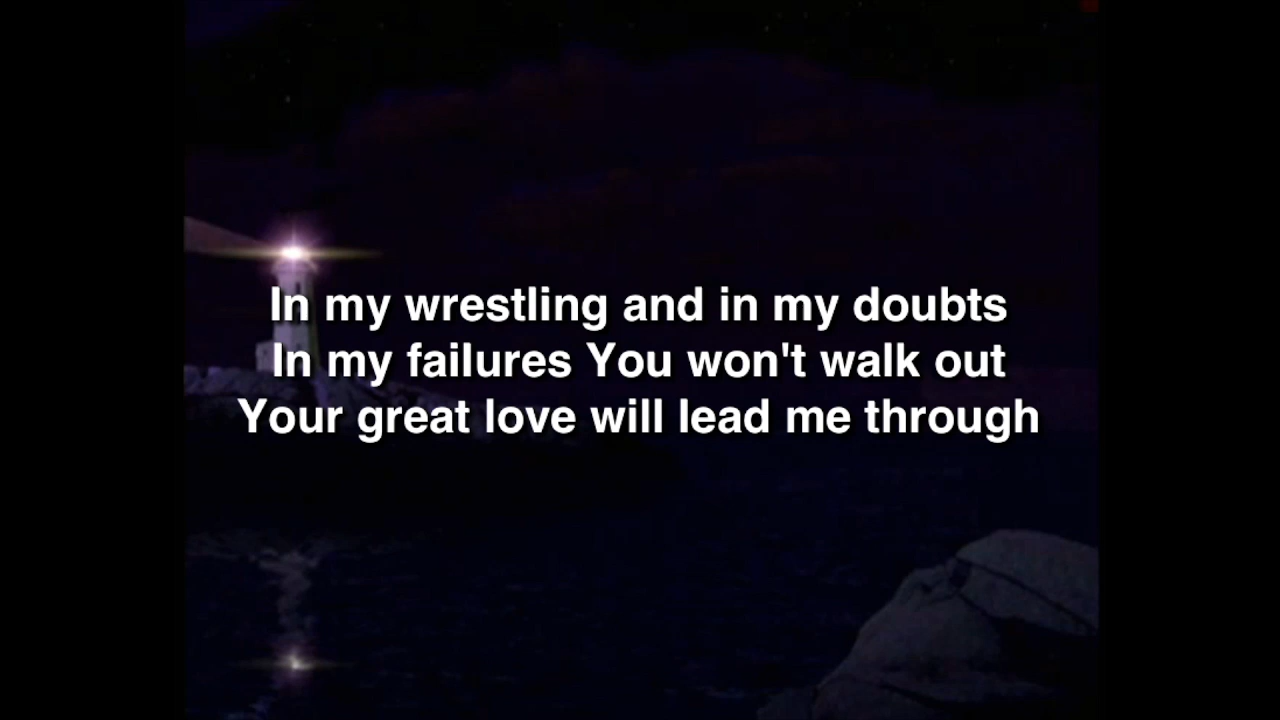 In my wrestling and in my doubts
In my failures You won't walk out
Your great love will lead me through